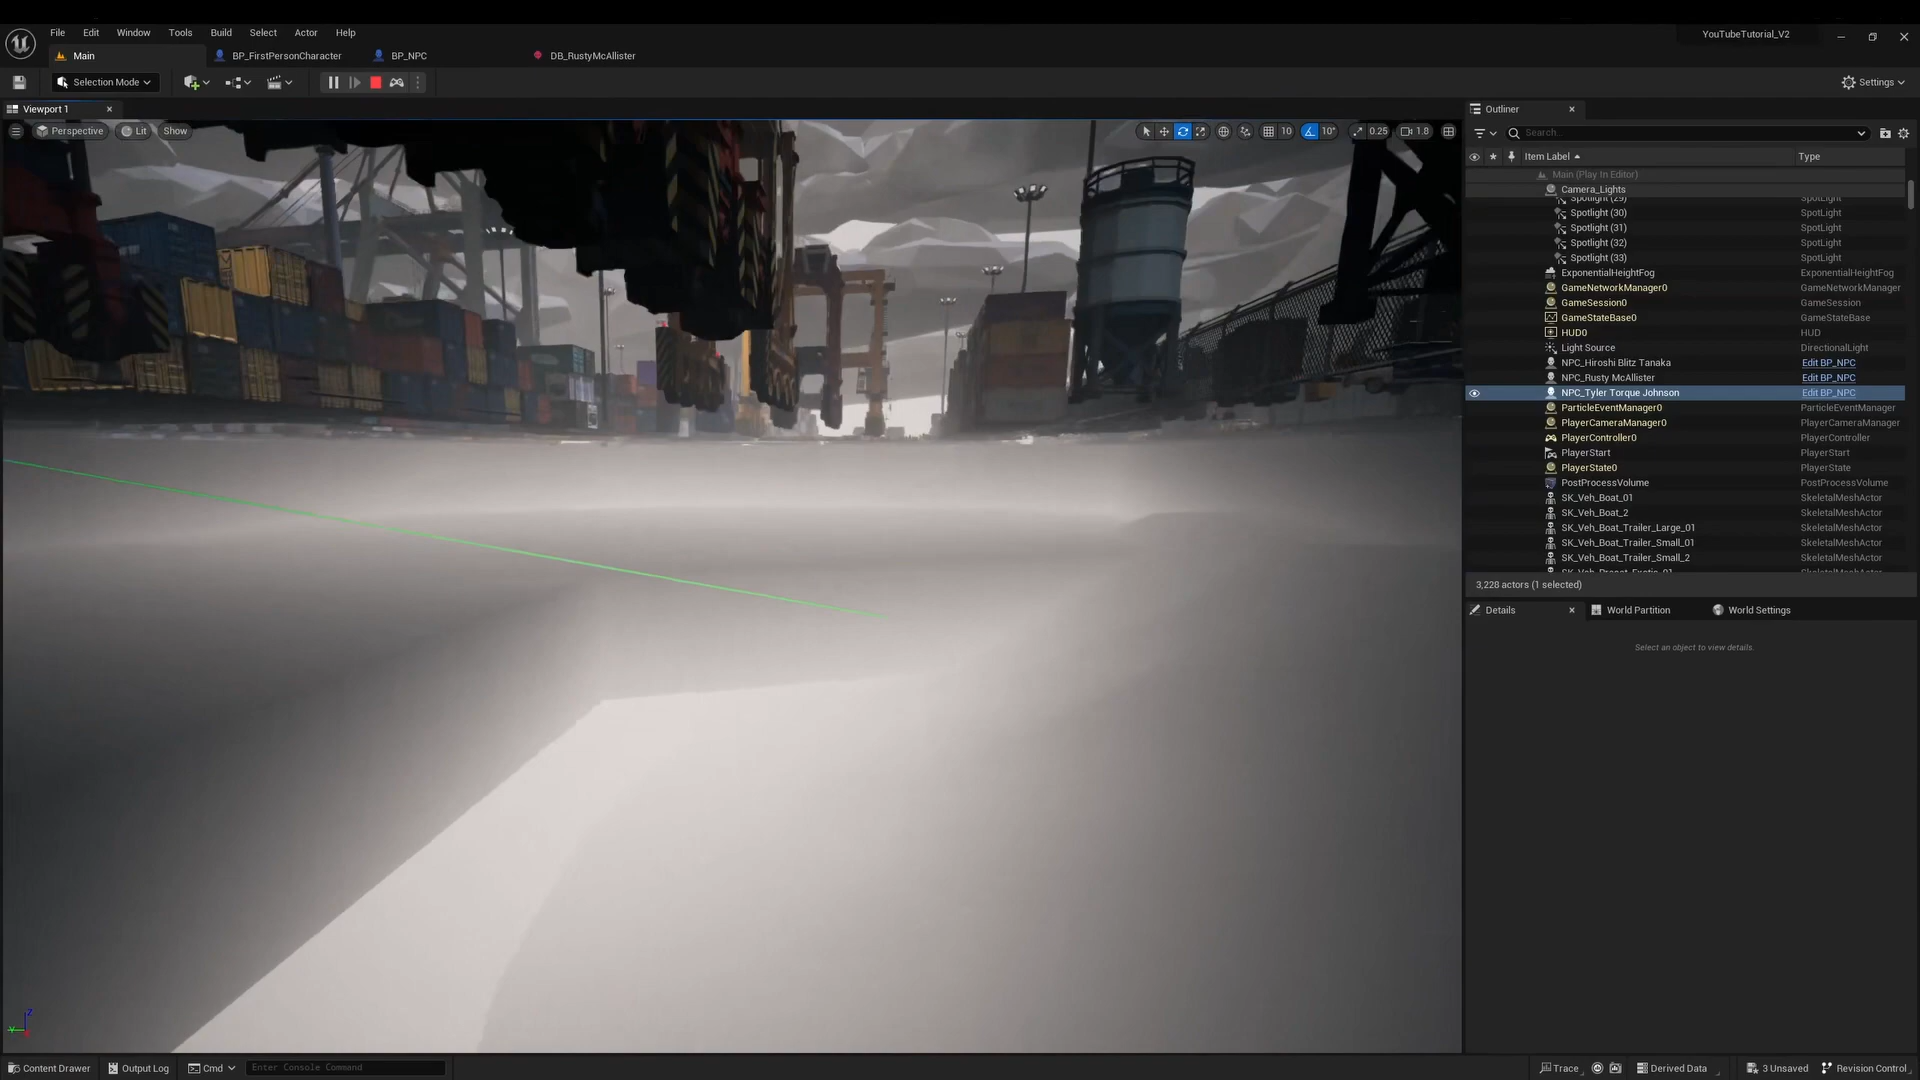 File Edit Window Tools Build Select Actor Help
YouTubeTutorial_V2
Main BP_FirstPersonCharacter BP_NPC DB_RustyMcAllister
Selection Mode
Settings
Viewport 1
Outliner
Perspective Lit Show
10 10° 0.25 1.8
Search...
Item Label Type
Main (Play In Editor)
Camera_Lights
Spotlight (29) SpotLight
Spotlight (30) SpotLight
Spotlight (31) SpotLight
Spotlight (32) SpotLight
Spotlight (33) SpotLight
ExponentialHeightFog ExponentialHeightFog
GameNetworkManager0 GameNetworkManager
GameSession0 GameSession
GameStateBase0 GameStateBase
HUD0 HUD
Light Source DirectionalLight
NPC_Hiroshi Blitz Tanaka Edit BP_NPC
NPC_Rusty McAllister Edit BP_NPC
NPC_Tyler Torque Johnson Edit BP_NPC
ParticleEventManager0 ParticleEventManager
PlayerCameraManager0 PlayerCameraManager
PlayerController0 PlayerController
PlayerStart PlayerStart
PlayerState0 PlayerState
PostProcessVolume PostProcessVolume
SK_Veh_Boat_01 SkeletalMeshActor
SK_Veh_Boat_2 SkeletalMeshActor
SK_Veh_Boat_Trailer_Large_01 SkeletalMeshActor
SK_Veh_Boat_Trailer_Small_01 SkeletalMeshActor
SK_Veh_Boat_Trailer_Small_2 SkeletalMeshActor
3,228 actors (1 selected)
Details World Partition World Settings
Select an object to view details.
Z
Y
Content Drawer Output Log Cmd Enter Console Command
Trace Derived Data 3 Unsaved Revision Control